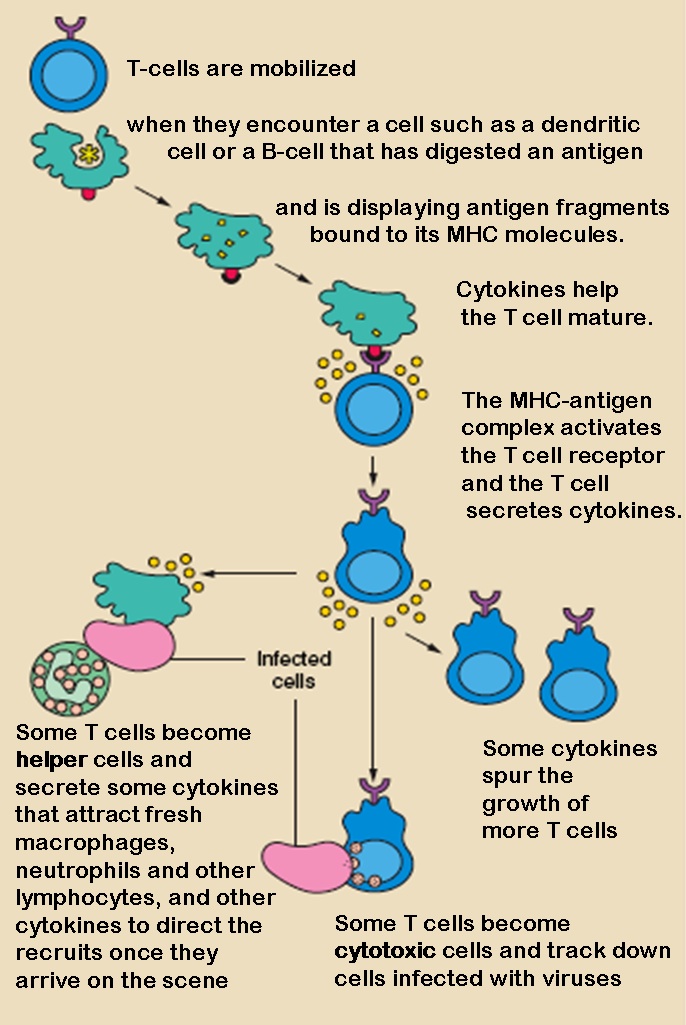 T-cells are mobilized
when they encounter a cell such as a dendritic
cell or a B-cell that has digested an antigen
and is displaying antigen fragments
bound to its MHC molecules.
Cytokines help
the T cell mature.
The MHC-antigen
complex activates
the T cell receptor
and the T cell
secretes cytokines.
Infected
cells
Some T cells become
helper cells and
secrete some cytokines
that attract fresh
macrophages,
neutrophils and other
lymphocytes, and other
cytokines to direct the
recruits once they
arrive on the scene
Some cytokines
spur the
growth of
more T cells
Some T cells become
cytotoxic cells and track down
cells infected with viruses